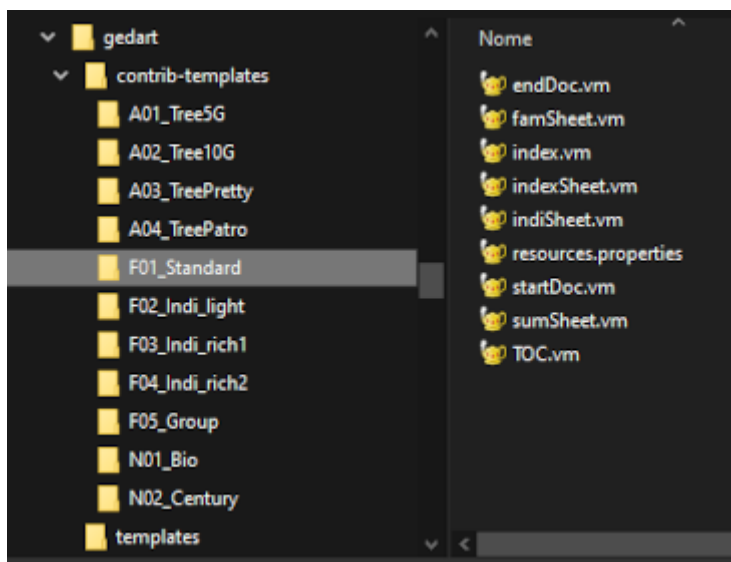 gedart
contrib-templates
A01_Tree5G
A02_Tree10G
A03_TreePretty
A04_TreePatro
F01_Standard
F02_Indi_light
F03_Indi_rich1
F04_Indi_rich2
F05_Group
N01_Bio
N02_Century
templates
Nome
endDoc.vm
famSheet.vm
index.vm
indexSheet.vm
indiSheet.vm
resources.properties
startDoc.vm
sumSheet.vm
TOC.vm